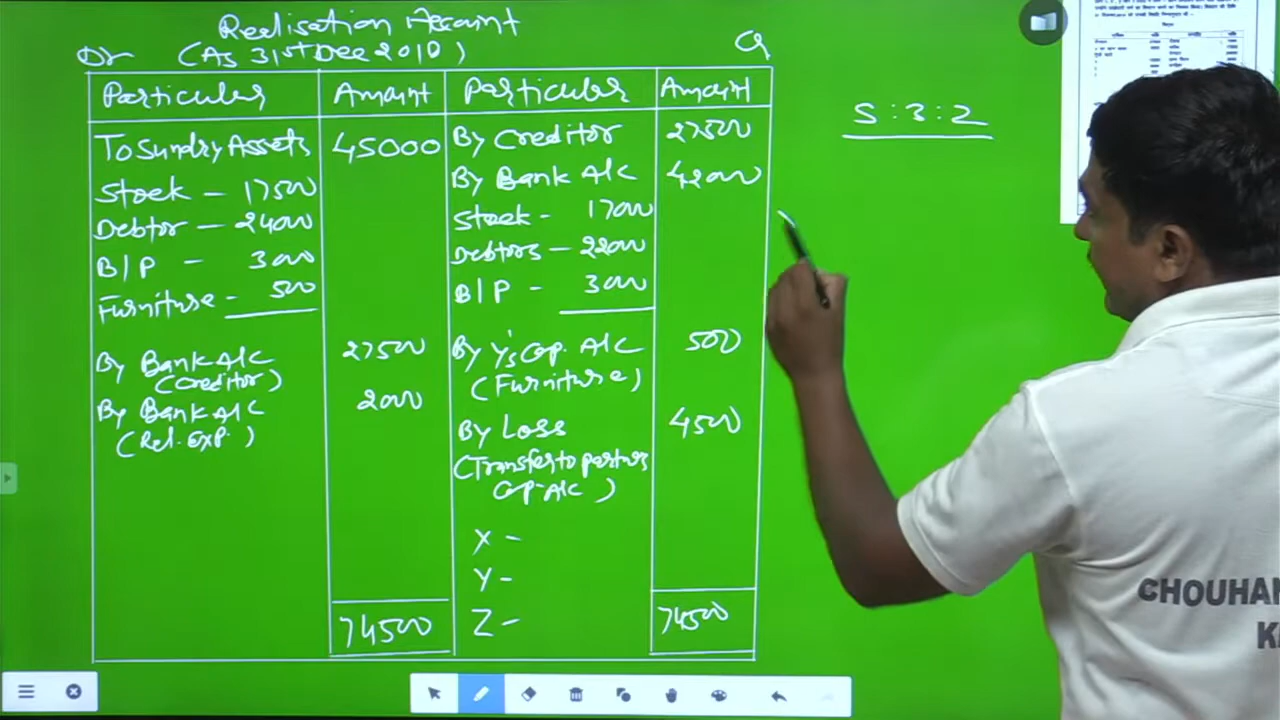 Realisation Account
Dr (As 31st Dec 2010) Cr
Particulars Amount Particulars Amount
To Sundry Assets 45000 By Creditor 27500
Stock - 17500 By Bank A/C 42000
Debtor - 24000 Stock - 17000
B/P - 3000 Debtors - 22000
Furniture - 500 B/P - 3000
By Bank A/C 27500 By Y's Cap. A/C 500
(Creditor) (Furniture)
By Bank A/C 2000 By Loss 4500
(Rel. Exp.) (Transfer to partners
Cap-A/C)
X -
Y -
74500 Z - 74500
5:3:2
CHOUHAN
KA